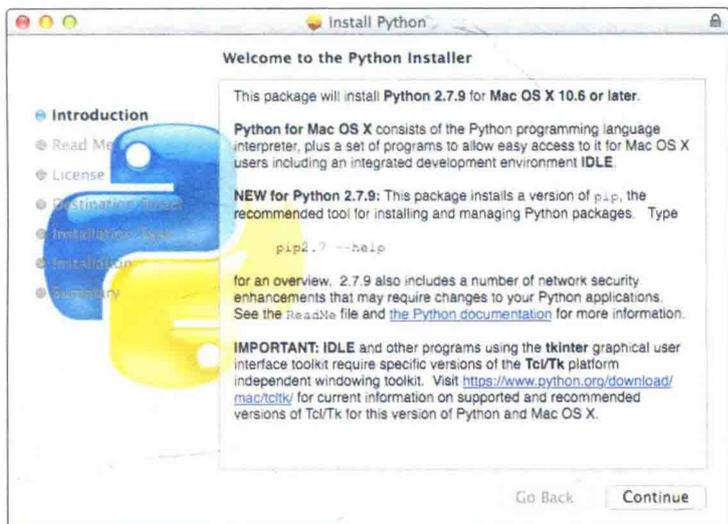 Install Python
Welcome to the Python Installer
Introduction
Read Me
License
Destination Select
Installation Type
Installation
Summary
This package will install Python 2.7.9 for Mac OS X 10.6 or later.
Python for Mac OS X consists of the Python programming language
interpreter, plus a set of programs to allow easy access to it for Mac OS X
users including an integrated development environment IDLE.
NEW for Python 2.7.9: This package installs a version of pip, the
recommended tool for installing and managing Python packages. Type
pip2.7 --help
for an overview. 2.7.9 also includes a number of network security
enhancements that may require changes to your Python applications.
See the ReadMe file and the Python documentation for more information.
IMPORTANT: IDLE and other programs using the tkinter graphical user
interface toolkit require specific versions of the Tcl/Tk platform
independent windowing toolkit. Visit https://www.python.org/download/
mac/tcltk/ for current information on supported and recommended
versions of Tcl/Tk for this version of Python and Mac OS X.
Go Back
Continue